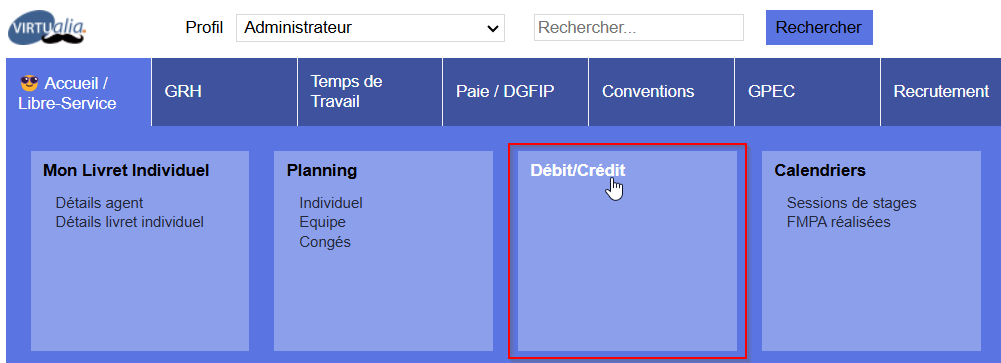 VIRTUalia.
Profil
Administrateur
Rechercher...
Rechercher
Accueil /
Libre-Service
GRH
Temps de
Travail
Paie / DGFIP
Conventions
GPEC
Recrutement
Mon Livret Individuel
Détails agent
Détails livret individuel
Planning
Individuel
Equipe
Congés
Débit/Crédit
Calendriers
Sessions de stages
FMPA réalisées